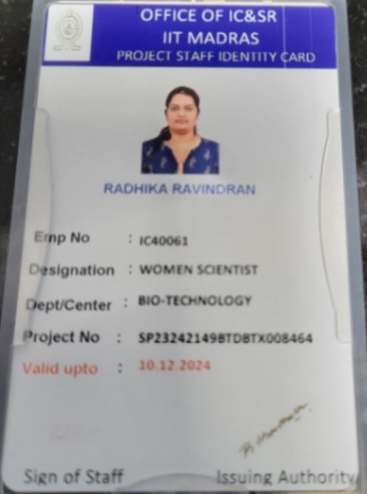 OFFICE OF IC&SR
IIT MADRAS
PROJECT STAFF IDENTITY CARD
RADHIKA RAVINDRAN
Emp No : IC40061
Designation : WOMEN SCIENTIST
Dept/Center : BIO-TECHNOLOGY
Project No : SP23242149BTDBTX008464
Valid upto : 10.12.2024
Sign of Staff Issuing Authority